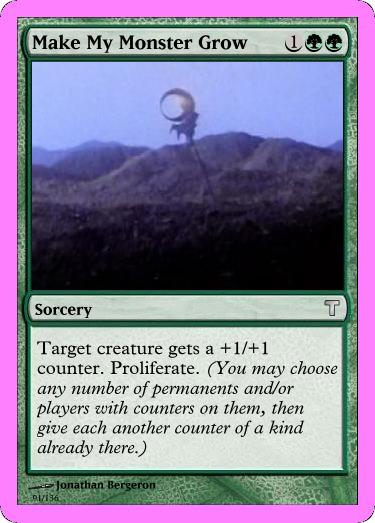 Make My Monster Grow 1
Sorcery T
Target creature gets a +1/+1
counter. Proliferate. (You may choose
any number of permanents and/or
players with counters on them, then
give each another counter of a kind
already there.)
Jonathan Bergeron
91/136